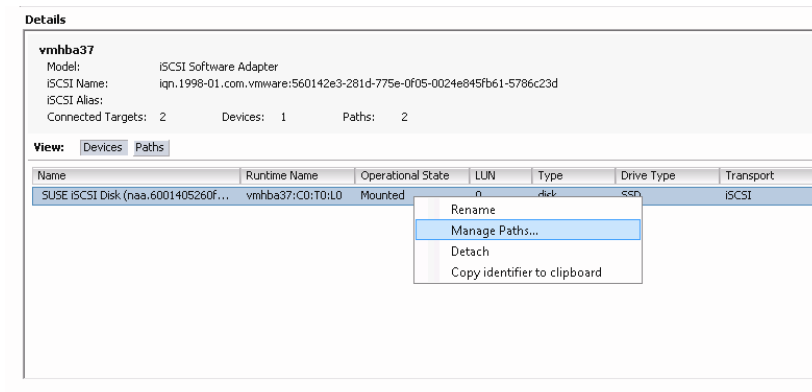 Details
vmhba37
Model: iSCSI Software Adapter
iSCSI Name: iqn.1998-01.com.vmware:560142e3-281d-775e-0f05-0024e845fb61-5786c23d
iSCSI Alias:
Connected Targets: 2 Devices: 1 Paths: 2
View: Devices Paths
Name Runtime Name Operational State LUN Type Drive Type Transport
SUSE iSCSI Disk (naa.6001405260f... vmhba37:C0:T0:L0 Mounted 0 disk SSD iSCSI
Rename
Manage Paths...
Detach
Copy identifier to clipboard